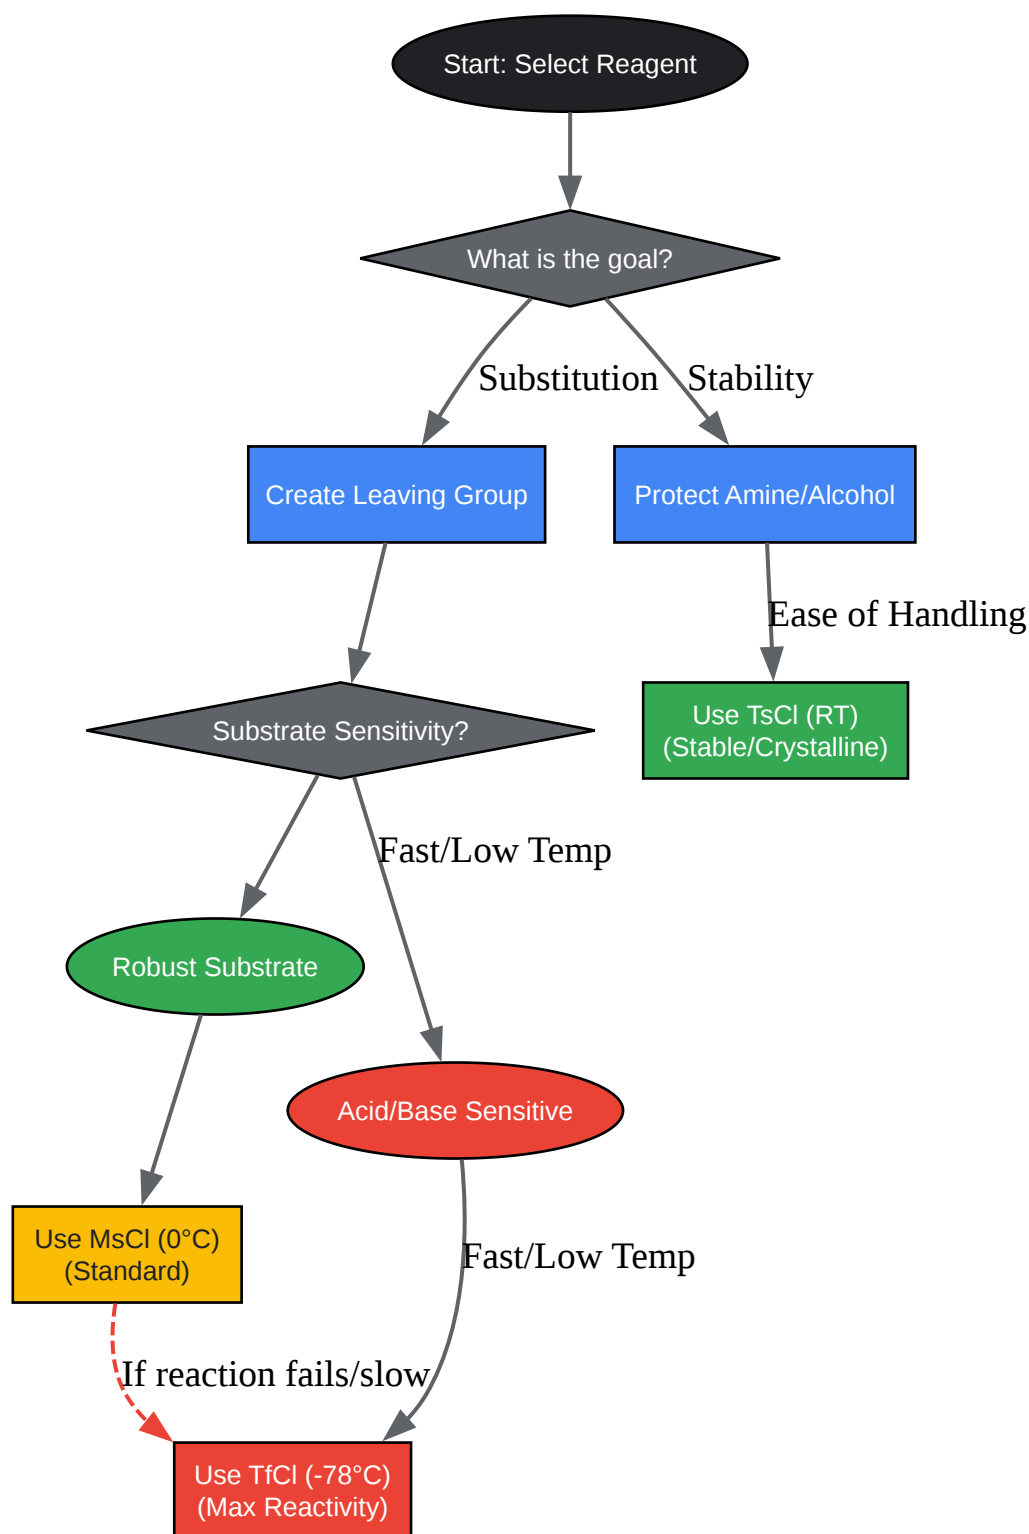 Start: Select Reagent
What is the goal?
Substitution
Stability
Create Leaving Group
Protect Amine/Alcohol
Ease of Handling
Substrate Sensitivity?
Use TsCl (RT)
(Stable/Crystalline)
Fast/Low Temp
Robust Substrate
Acid/Base Sensitive
Use MsCl (0°C)
(Standard)
Fast/Low Temp
If reaction fails/slow
Use TfCl (-78°C)
(Max Reactivity)